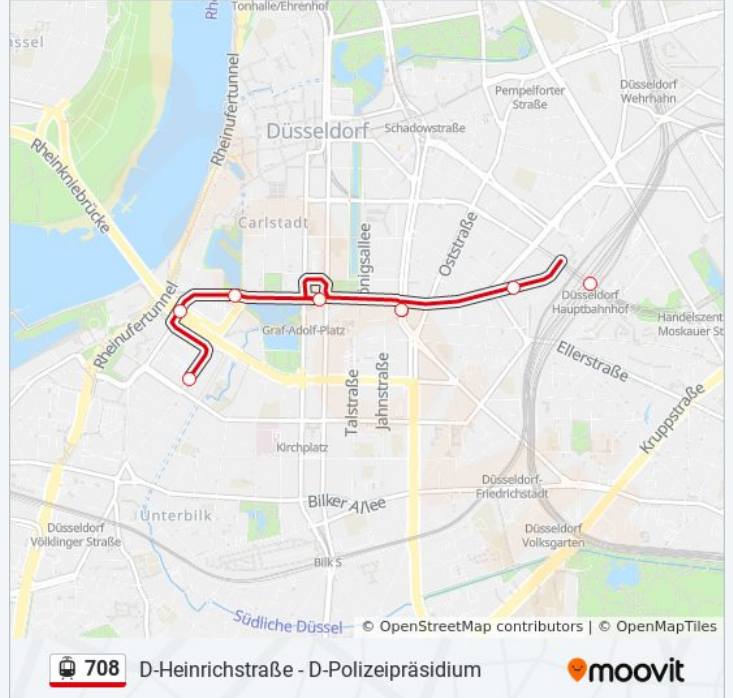 Tonhalle/Ehrenhof
Rh
ssel
Rheinufertunnel
Düsseldorf
Schadowstraße
Pempelforter
Straße
Düsseldorf
Wehrhahn
Rheinkniebrücke
Carlstadt
önigsallee
Oststraße
Rheinufertunnel
Graf-Adolf-Platz
Düsseldorf
Hauptbahnhof
Handelszent
Moskauer St
Ellerstraße
Talstraße
Jahnstraße
Kruppstraße
Kirchplatz
Düsseldorf-
Friedrichstadt
Bilker Allee
Unterbilk
Düsseldorf
Völklinger Straße
Düsseldorf
Volksgarten
Bilk S
Südliche Düssel
© OpenStreetMap contributors | © OpenMapTiles
708 D-Heinrichstraße - D-Polizeipräsidium
moovit